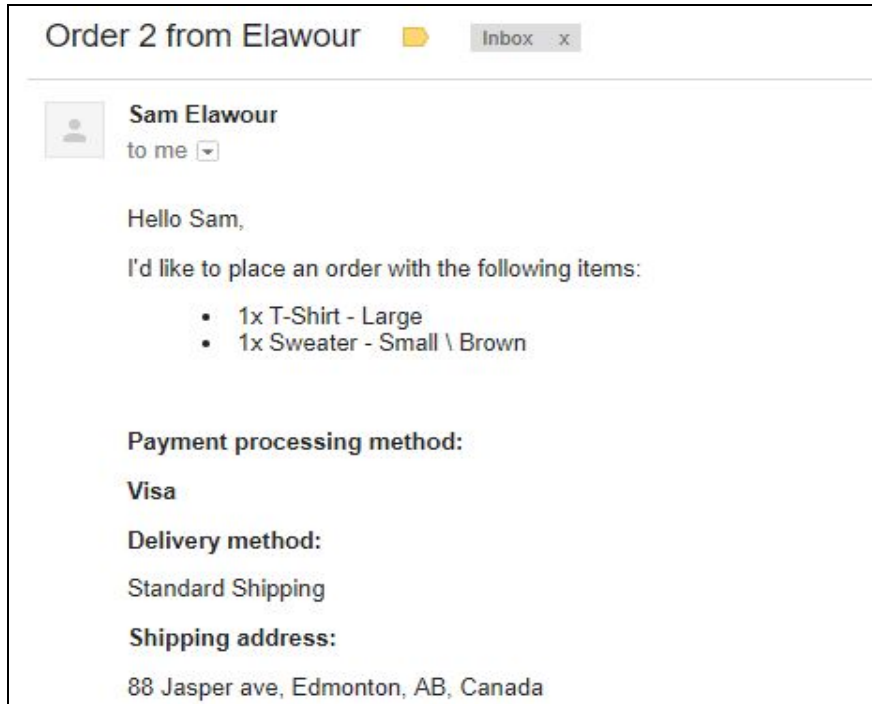 Order 2 from Elawour Inbox x
Sam Elawour
to me
Hello Sam,
I'd like to place an order with the following items:
• 1x T-Shirt - Large
• 1x Sweater - Small \ Brown
Payment processing method:
Visa
Delivery method:
Standard Shipping
Shipping address:
88 Jasper ave, Edmonton, AB, Canada